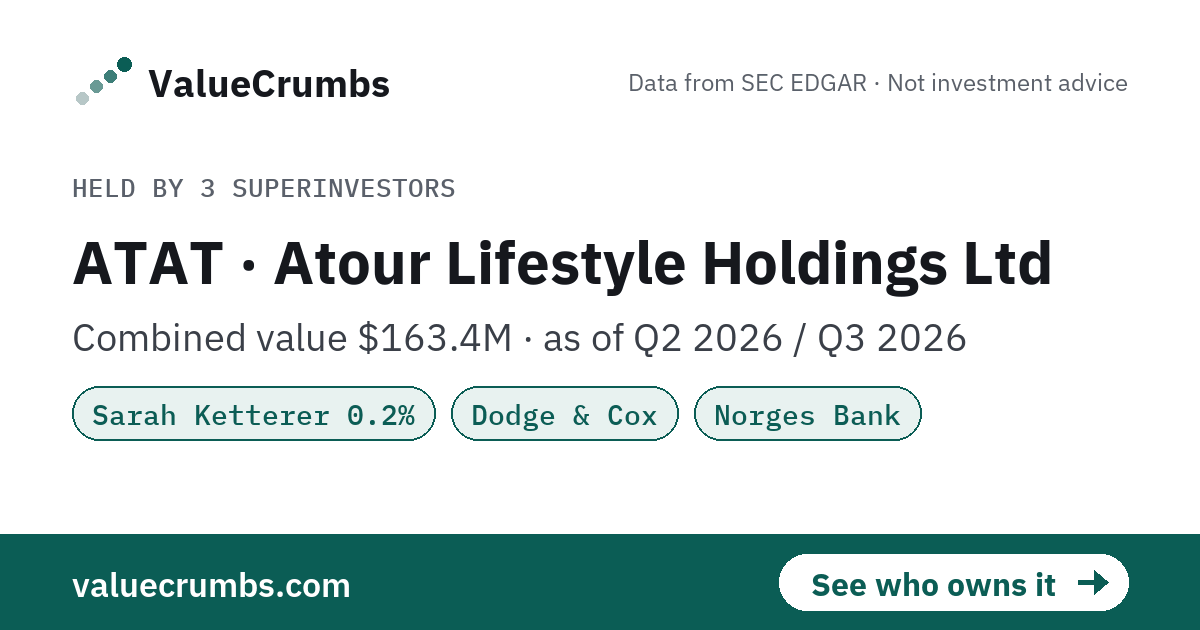 ValueCrumbs
Data from SEC EDGAR · Not investment advice
HELD BY 3 SUPERINVESTORS
ATAT · Atour Lifestyle Holdings Ltd
Combined value $163.4M · as of Q2 2026 / Q3 2026
Sarah Ketterer 0.2%
Dodge & Cox
Norges Bank
valuecrumbs.com
See who owns it →